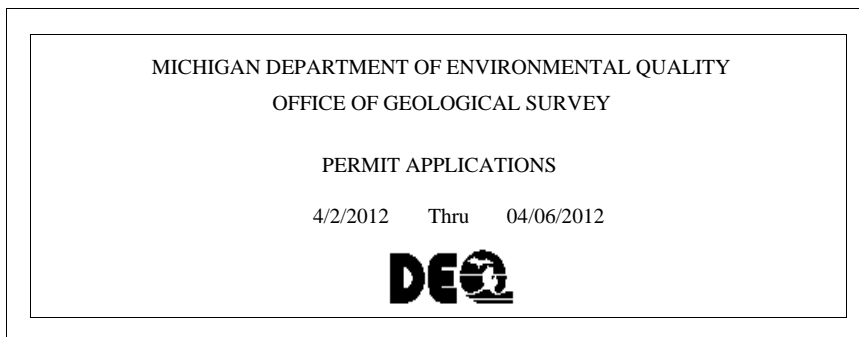 MICHIGAN DEPARTMENT OF ENVIRONMENTAL QUALITY
OFFICE OF GEOLOGICAL SURVEY
PERMIT APPLICATIONS
4/2/2012 Thru 04/06/2012
DEQ